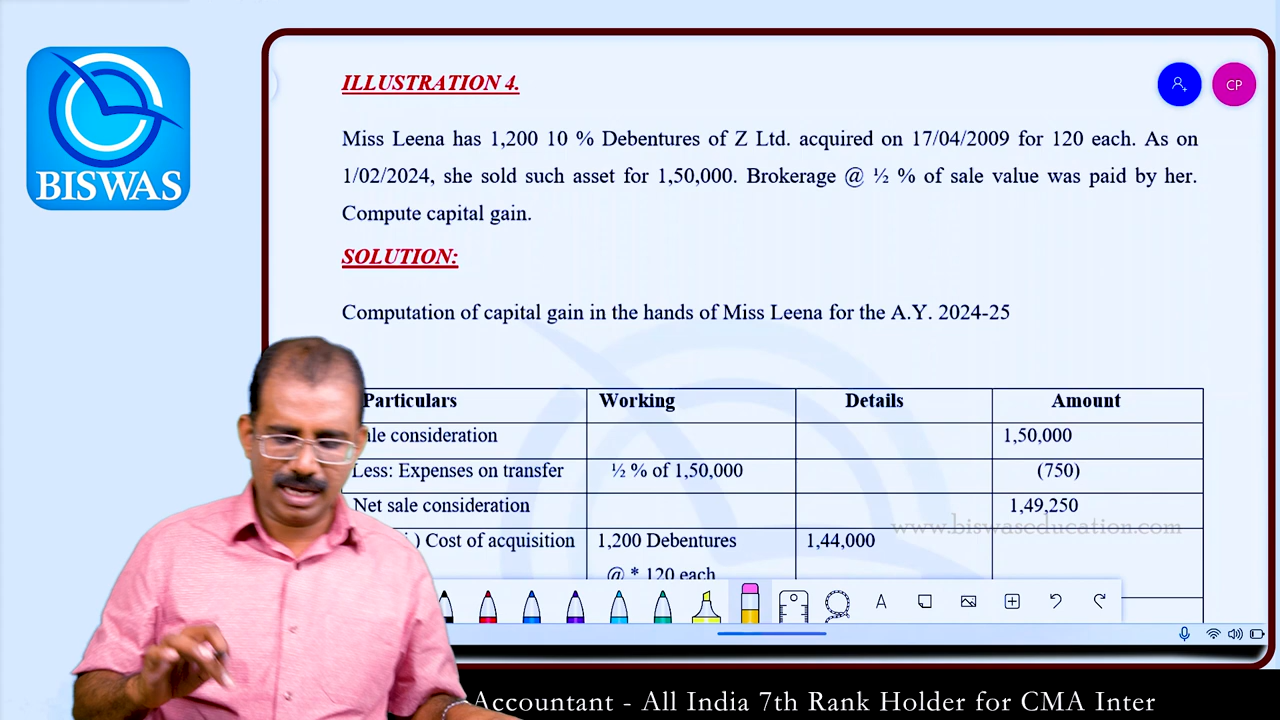 BISWAS
ILLUSTRATION 4.
CP
Miss Leena has 1,200 10 % Debentures of Z Ltd. acquired on 17/04/2009 for 120 each. As on
1/02/2024, she sold such asset for 1,50,000. Brokerage @ ½ % of sale value was paid by her.
Compute capital gain.
SOLUTION:
Computation of capital gain in the hands of Miss Leena for the A.Y. 2024-25
Particulars Working Details Amount
ale consideration 1,50,000
Less: Expenses on transfer ½ % of 1,50,000 (750)
Net sale consideration 1,49,250
www.biswaseducation.com
i.) Cost of acquisition 1,200 Debentures 1,44,000
@ * 120 each
A
Accountant - All India 7th Rank Holder for CMA Inter